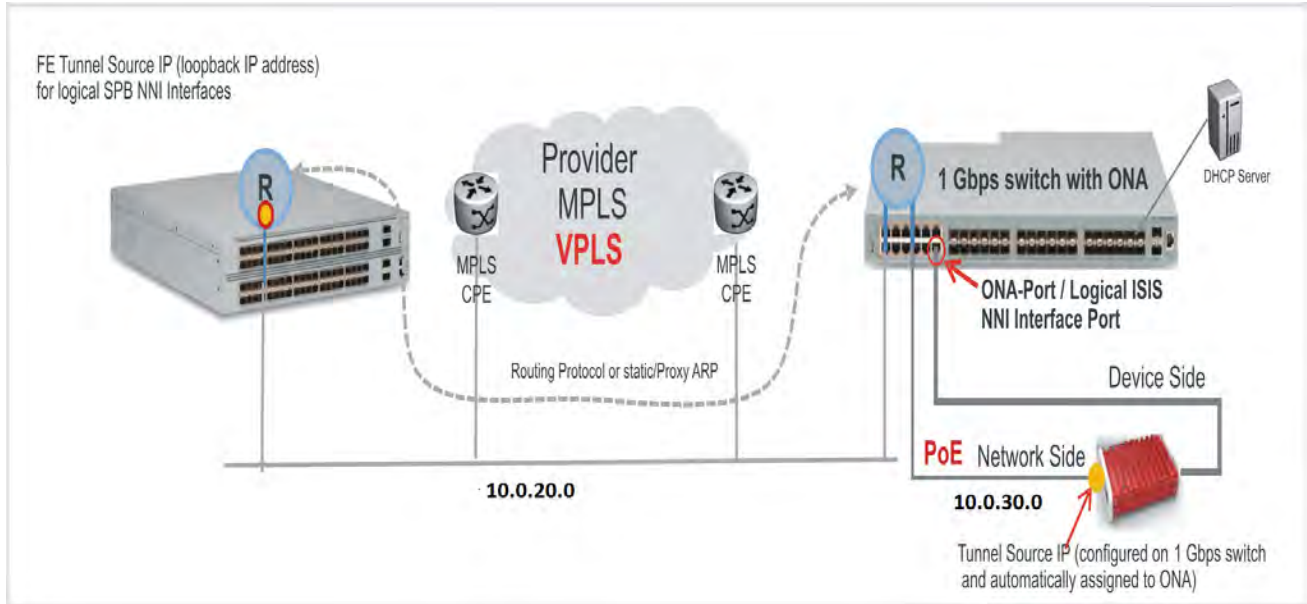 FE Tunnel Source IP (loopback IP address)
for logical SPB NNI Interfaces
R
Provider
MPLS
VPLS
MPLS
CPE
MPLS
CPE
R
1 Gbps switch with ONA
DHCP Server
ONA-Port / Logical ISIS
NNI Interface Port
Routing Protocol or static/Proxy ARP
Device Side
PoE Network Side
10.0.20.0
10.0.30.0
Tunnel Source IP (configured on 1 Gbps switch
and automatically assigned to ONA)